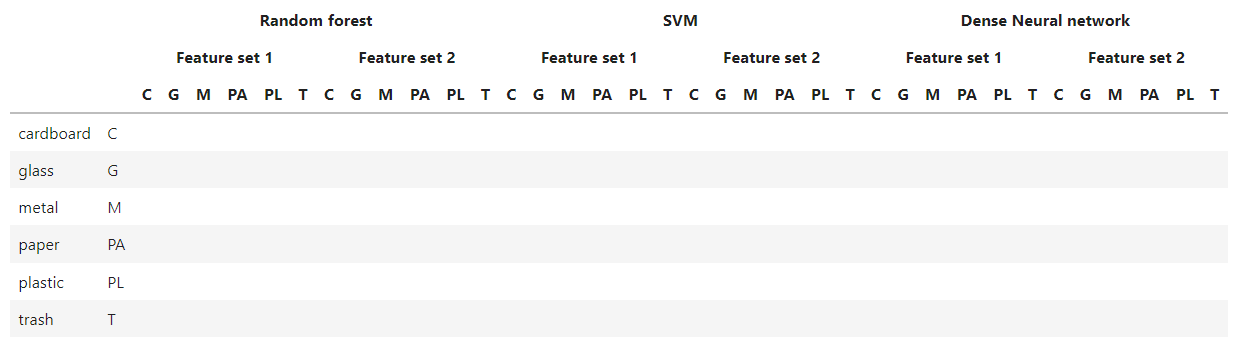 Random forest SVM Dense Neural network
Feature set 1 Feature set 2 Feature set 1 Feature set 2 Feature set 1 Feature set 2
C G M PA PL T C G M PA PL T C G M PA PL T C G M PA PL T C G M PA PL T C G M PA PL T
cardboard C
glass G
metal M
paper PA
plastic PL
trash T